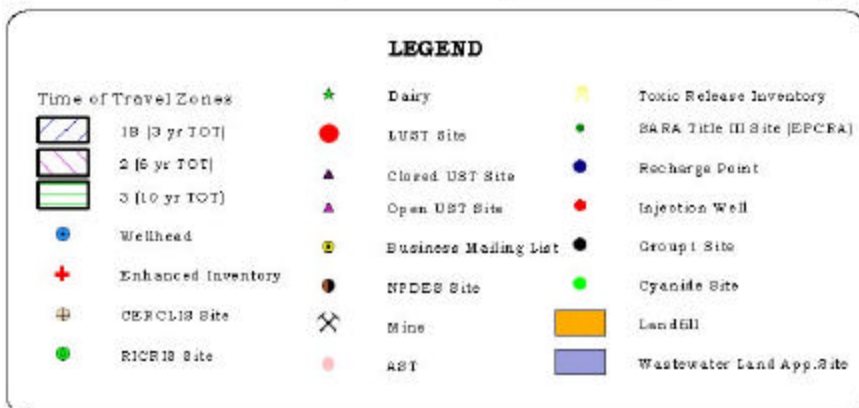 LEGEND
Time of Travel Zones
1B (3 yr TOT)
2 (6 yr TOT)
3 (10 yr TOT)
Wellhead
Enhanced Inventory
CERCLIS Site
RICRIS Site
Dairy
LUST Site
Closed UST Site
Open UST Site
Business Mailing List
NPDES Site
Mine
AST
Toxic Release Inventory
SARA Title III Site (EPCRA)
Recharge Point
Injection Well
Group 1 Site
Cyanide Site
Landfill
Wastewater Land App.Site